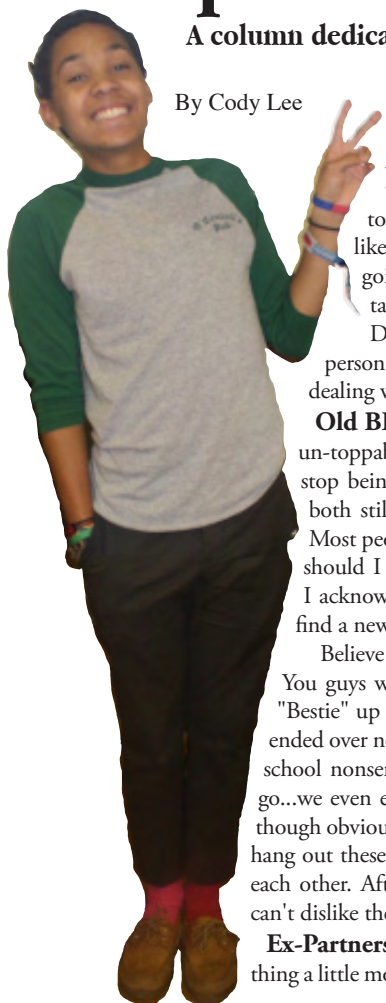 A column dedica
By Cody Lee
to
like
goi
ta
D
person
dealing v
Old Bl
un-toppab
stop bein
both stil
Most pe
should I
I acknow
find a new
Believe
You guys w
"Bestie" up
ended over n
school nonsen
go...we even e
though obviou
hang out these
each other. Aft
can't dislike the
Ex-Partners
thing a little mo